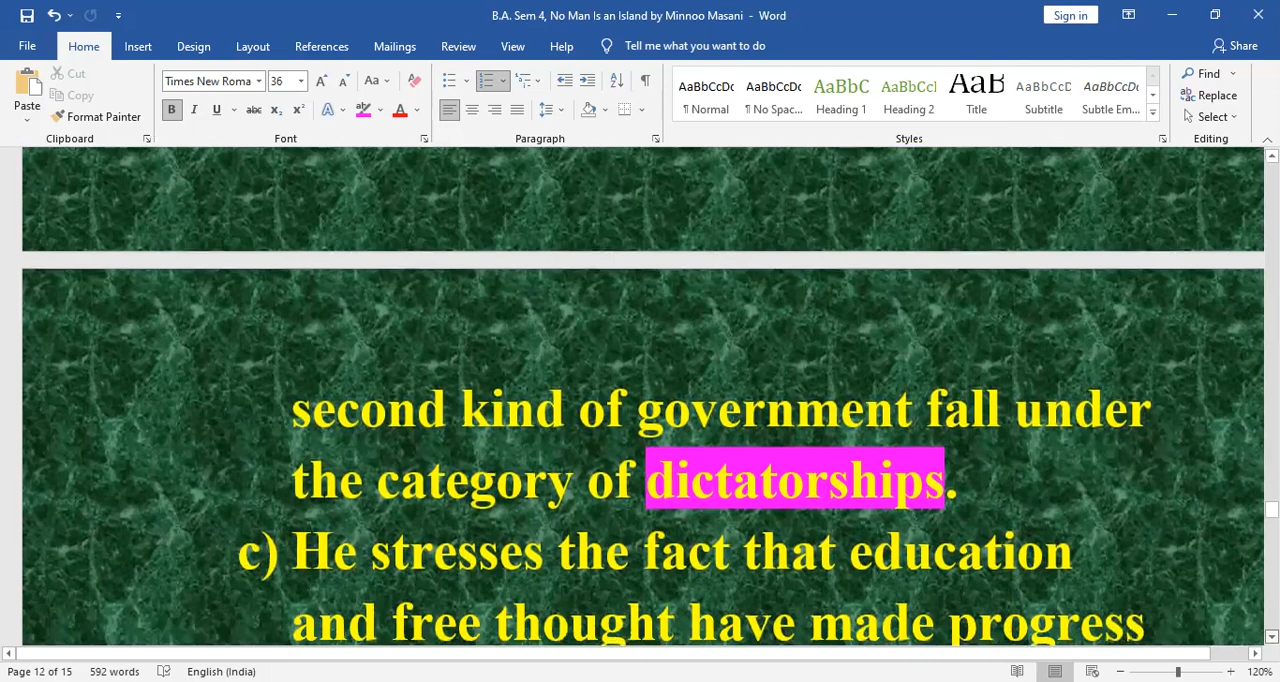 B.A. Sem 4, No Man Is an Island by Minnoo Masani - Word
Sign in
File Home Insert Design Layout References Mailings Review View Help Tell me what you want to do Share
Paste
Cut
Copy
Format Painter
Clipboard
Times New Roma 36
Font
Paragraph
AaBbCcDc AaBbCcDc AaBbC AaBbCcI AaB AaBbCcD AaBbCcDt
¶ Normal ¶ No Spac... Heading 1 Heading 2 Title Subtitle Subtle Em...
Styles
Find
Replace
Select
Editing
second kind of government fall under
the category of dictatorships.
c) He stresses the fact that education
and free thought have made progress
Page 12 of 15 592 words English (India) 120%